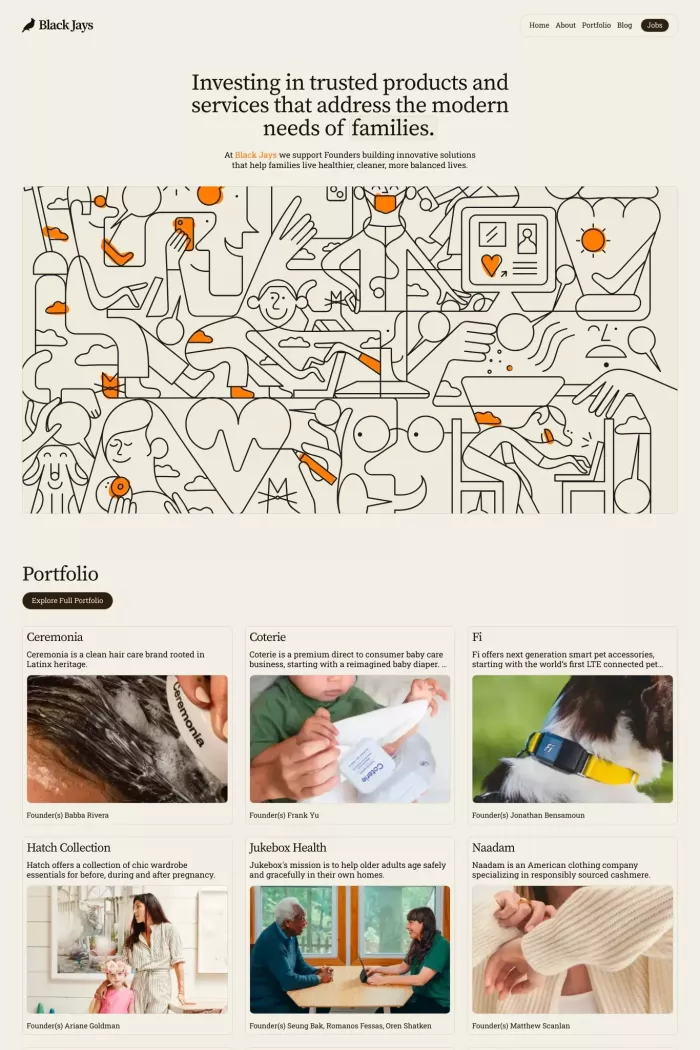 Black Jays
Home About Portfolio Blog Jobs
Investing in trusted products and
services that address the modern
needs of families.
At Black Jays we support Founders building innovative solutions
that help families live healthier, cleaner, more balanced lives.
Portfolio
Explore Full Portfolio
Ceremonia
Ceremonia is a clean hair care brand rooted in
Latinx heritage.
Ceremonia
Founder(s) Babba Rivera
Coterie
Coterie is a premium direct to consumer baby care
business, starting with a reimagined baby diaper. ...
Coterie
Founder(s) Frank Yu
Fi
Fi offers next generation smart pet accessories,
starting with the world's first LTE connected pet...
Fi
Founder(s) Jonathan Bensamoun
Hatch Collection
Hatch offers a collection of chic wardrobe
essentials for before, during and after pregnancy.
Founder(s) Ariane Goldman
Jukebox Health
Jukebox's mission is to help older adults age safely
and gracefully in their own homes.
Founder(s) Seung Bak, Romanos Fessas, Oren Shatken
Naadam
Naadam is an American clothing company
specializing in responsibly sourced cashmere.
Founder(s) Matthew Scanlan